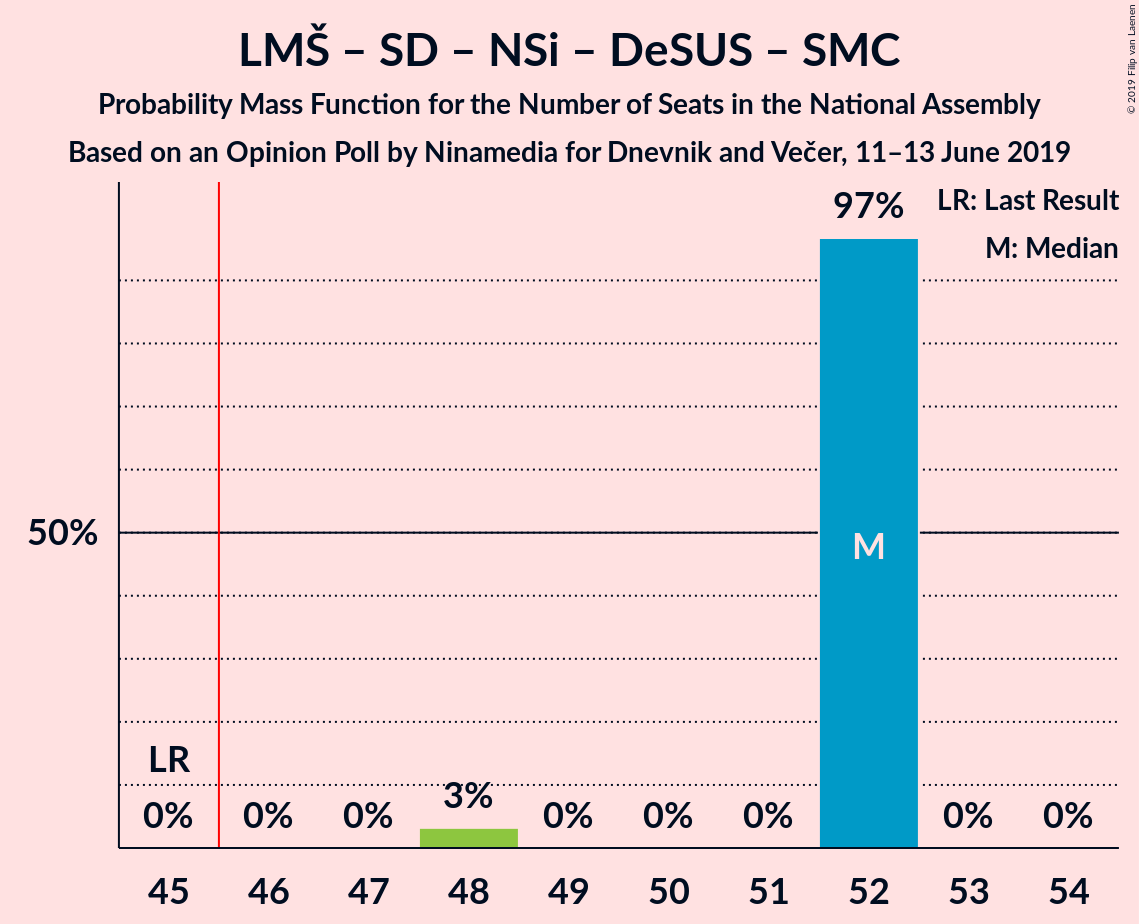 LMŠ – SD – NSi – DeSUS – SMC
Probability Mass Function for the Number of Seats in the National Assembly
Based on an Opinion Poll by Ninamedia for Dnevnik and Večer, 11–13 June 2019
© 2019 Filip van Laenen
LR: Last Result
M: Median
97%
50%
M
LR
0% 0% 0% 3% 0% 0% 0% 0% 0%
45 46 47 48 49 50 51 52 53 54